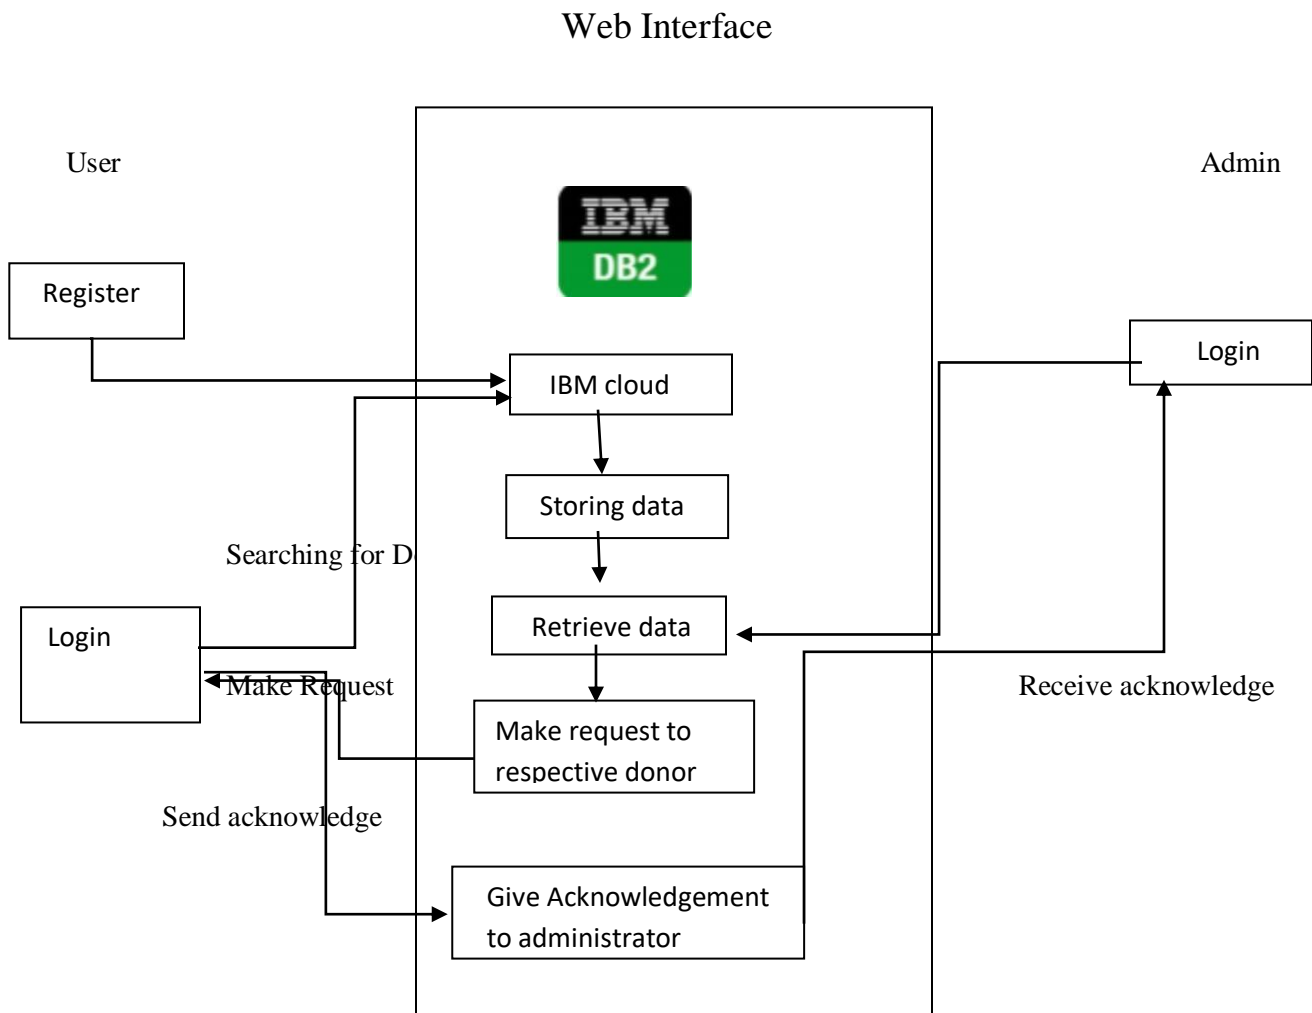 Web Interface
User
Admin
IBM
DB2
Register
Login
IBM cloud
Storing data
Searching for D
Retrieve data
Login
Make Request
Receive acknowledge
Make request to
respective donor
Send acknowledge
Give Acknowledgement
to administrator